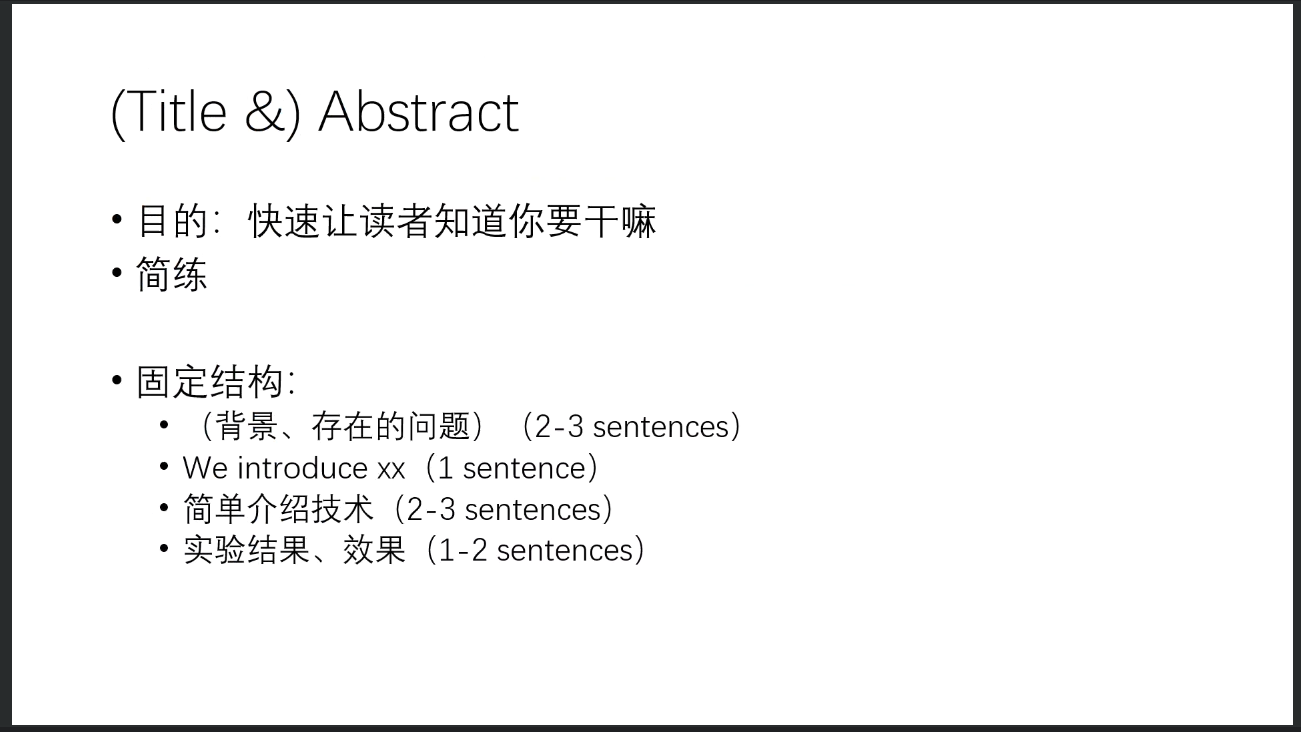 (Title &) Abstract
• 目的：快速让读者知道你要干嘛
• 简练
• 固定结构：
• （背景、存在的问题）（2-3 sentences）
• We introduce xx（1 sentence）
• 简单介绍技术（2-3 sentences）
• 实验结果、效果（1-2 sentences）